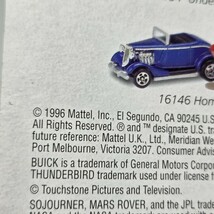 16146 Hom
© 1996 Mattel, Inc., El Segundo, CA 90245 U.S
All Rights Reserved. ® and ™ designate U.S. tra
future reference: Mattel U.K., Ltd., Meridian We
Port Melbourne, Victoria 3207. Consumer Advis
BUICK is a trademark of General Motors Corpor
THUNDERBIRD trademark used under license f
© Touchstone Pictures and Television.
SOJOURNER, MARS ROVER, and the JPL trade